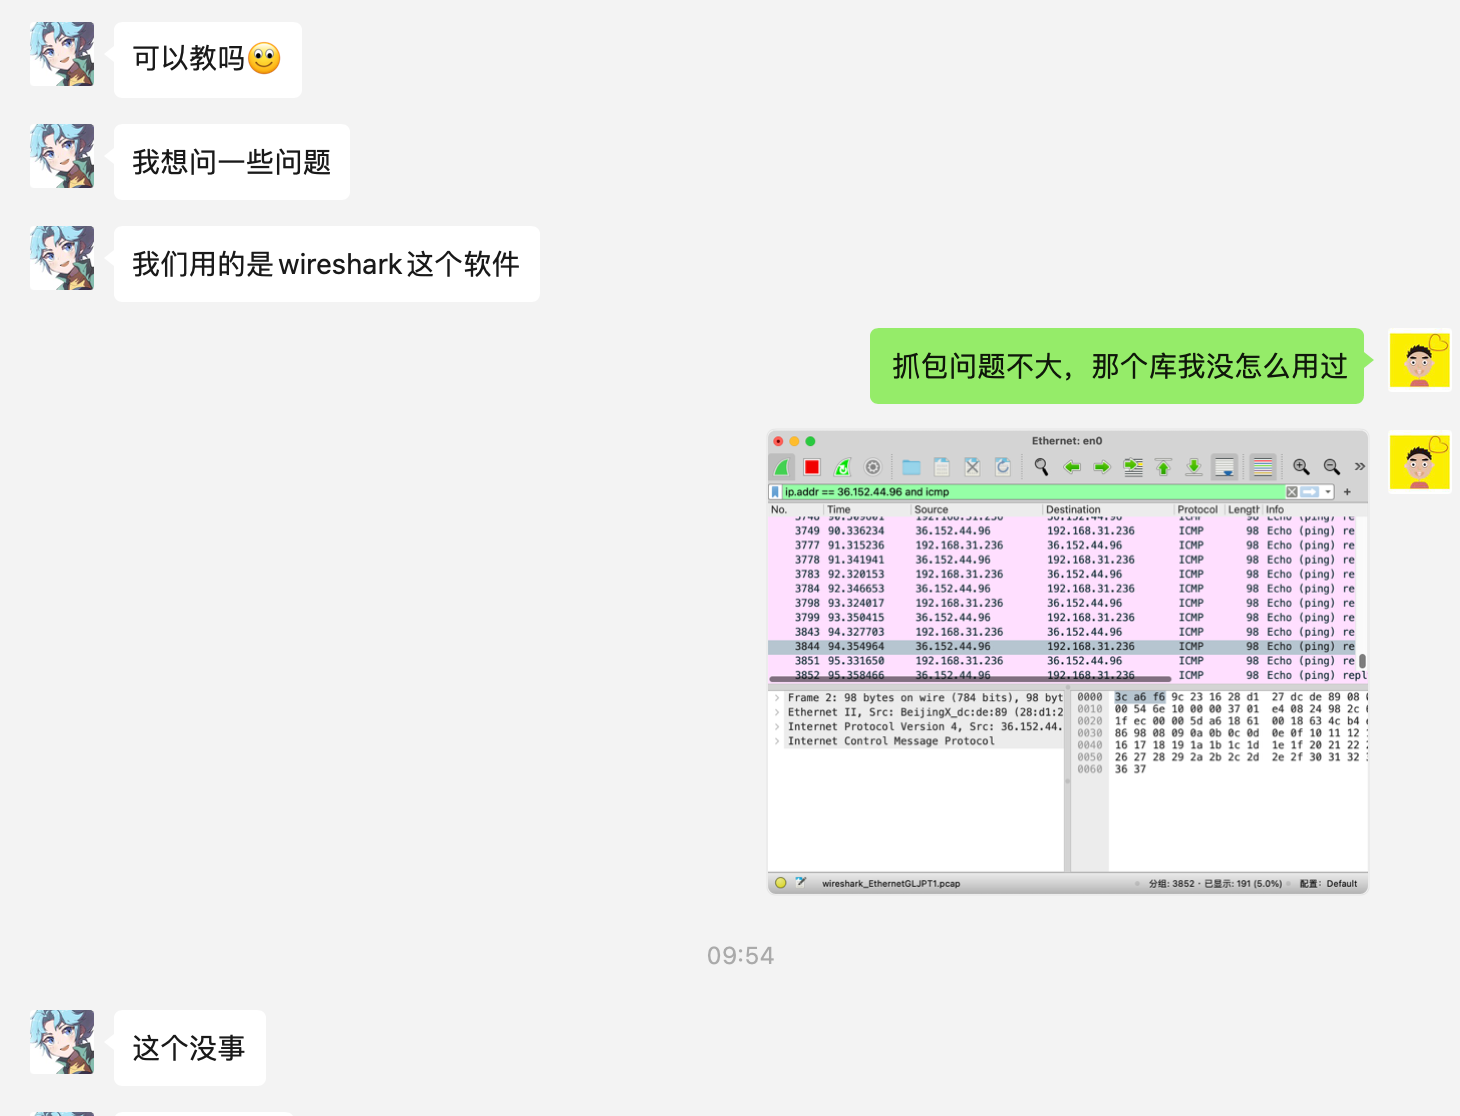 可以教吗
我想问一些问题
我们用的是wireshark这个软件
抓包问题不大，那个库我没怎么用过
Ethernet: en0
ip.addr == 36.152.44.96 and icmp
No. Time Source Destination Protocol Length Info
3749 90.336234 36.152.44.96 192.168.31.236 ICMP 98 Echo (ping) re
3777 91.315236 192.168.31.236 36.152.44.96 ICMP 98 Echo (ping) re
3778 91.341941 36.152.44.96 192.168.31.236 ICMP 98 Echo (ping) re
3783 92.320153 192.168.31.236 36.152.44.96 ICMP 98 Echo (ping) re
3784 92.346653 36.152.44.96 192.168.31.236 ICMP 98 Echo (ping) re
3798 93.324017 192.168.31.236 36.152.44.96 ICMP 98 Echo (ping) re
3799 93.350415 36.152.44.96 192.168.31.236 ICMP 98 Echo (ping) re
3843 94.327703 192.168.31.236 36.152.44.96 ICMP 98 Echo (ping) re
3844 94.354964 36.152.44.96 192.168.31.236 ICMP 98 Echo (ping) re
3851 95.331650 192.168.31.236 36.152.44.96 ICMP 98 Echo (ping) re
3852 95.358466 36.152.44.96 192.168.31.236 ICMP 98 Echo (ping) repl
Frame 2: 98 bytes on wire (784 bits), 98 byt
Ethernet II, Src: BeijingX_dc:de:89 (28:d1:2
Internet Protocol Version 4, Src: 36.152.44.
Internet Control Message Protocol
0000 3c a6 f6 9c 23 16 28 d1 27 dc de 89 08
0010 00 54 6e 10 00 00 37 01 e4 08 24 98 2c
0020 1f ec 00 00 5d a6 18 61 00 18 63 4c b4
0030 86 98 08 09 0a 0b 0c 0d 0e 0f 10 11 12
0040 16 17 18 19 1a 1b 1c 1d 1e 1f 20 21 22
0050 26 27 28 29 2a 2b 2c 2d 2e 2f 30 31 32
0060 36 37
wireshark_EthernetGLJPT1.pcap
分组: 3852 · 已显示: 191 (5.0%)
配置: Default
09:54
这个没事